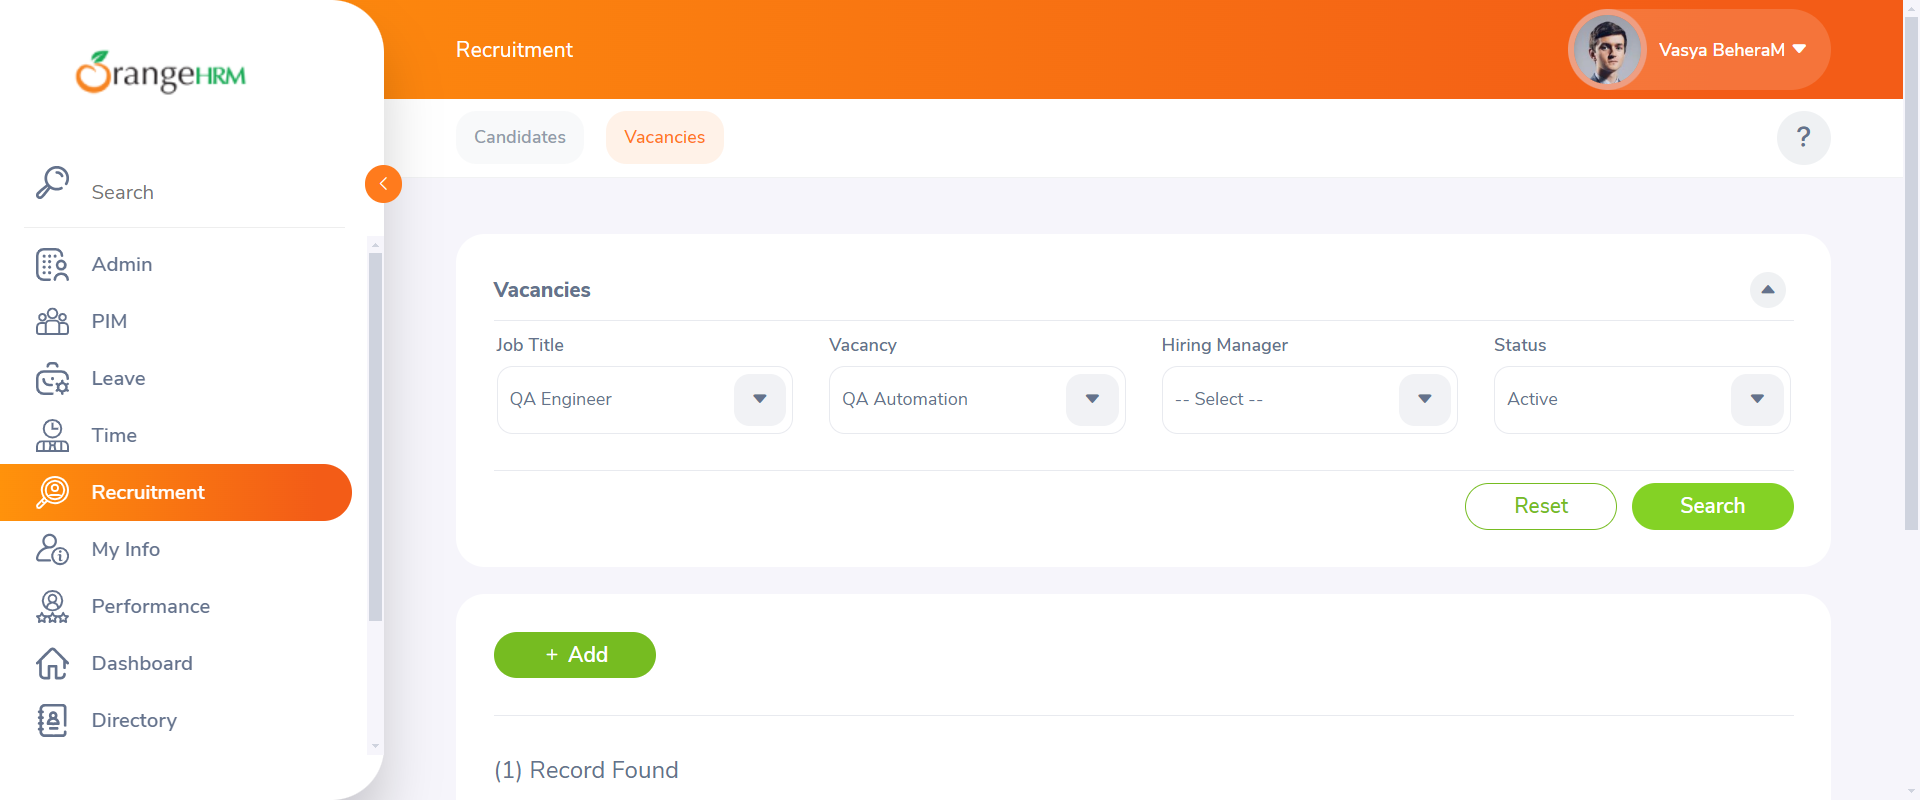 OrangeHRM
Search
Admin
PIM
Leave
Time
Recruitment
My Info
Performance
Dashboard
Directory
Recruitment
Vasya BeheraM
Candidates
Vacancies
?
Vacancies
Job Title
Vacancy
Hiring Manager
Status
QA Engineer
QA Automation
-- Select --
Active
Reset
Search
+ Add
(1) Record Found